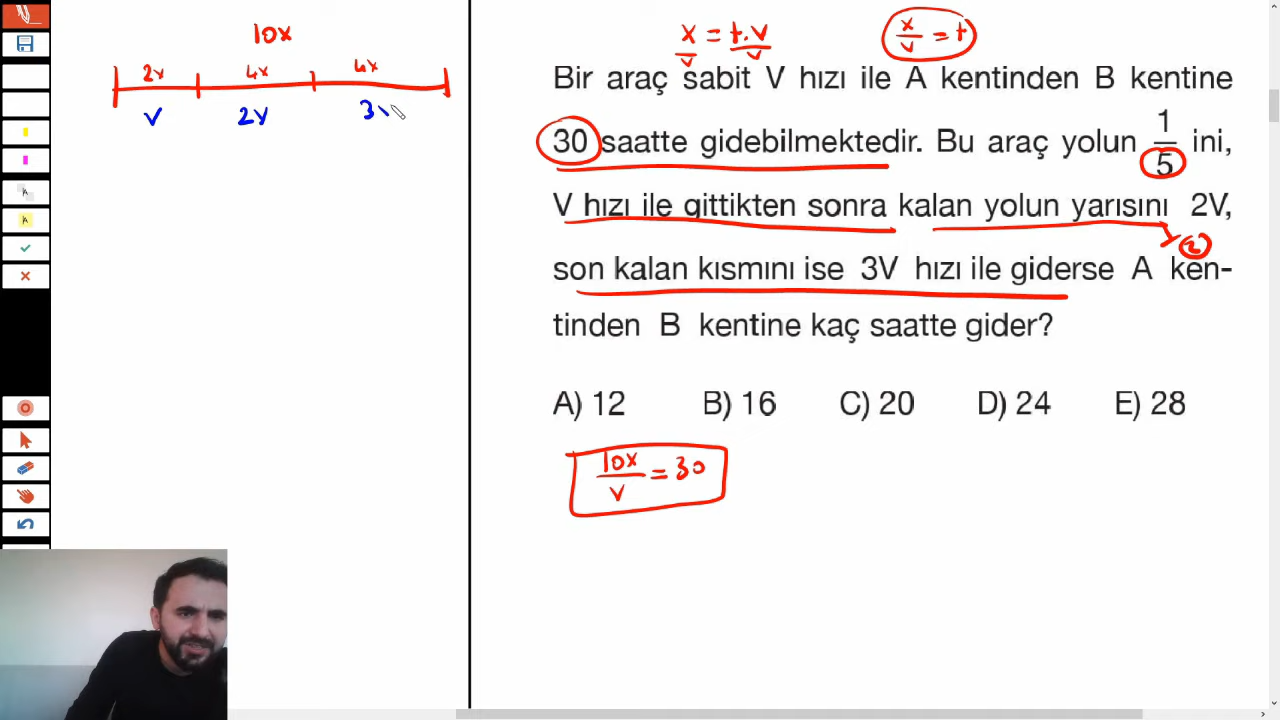 10x
2x 4x 4x
V 2V 3V
x/v = t.v/v
x/v = t
Bir araç sabit V hızı ile A kentinden B kentine
30 saatte gidebilmektedir. Bu araç yolun 1/5 ini,
V hızı ile gittikten sonra kalan yolun yarısını 2V,
2
son kalan kısmını ise 3V hızı ile giderse A ken-
tinden B kentine kaç saatte gider?
A) 12 B) 16 C) 20 D) 24 E) 28
10x/v = 30